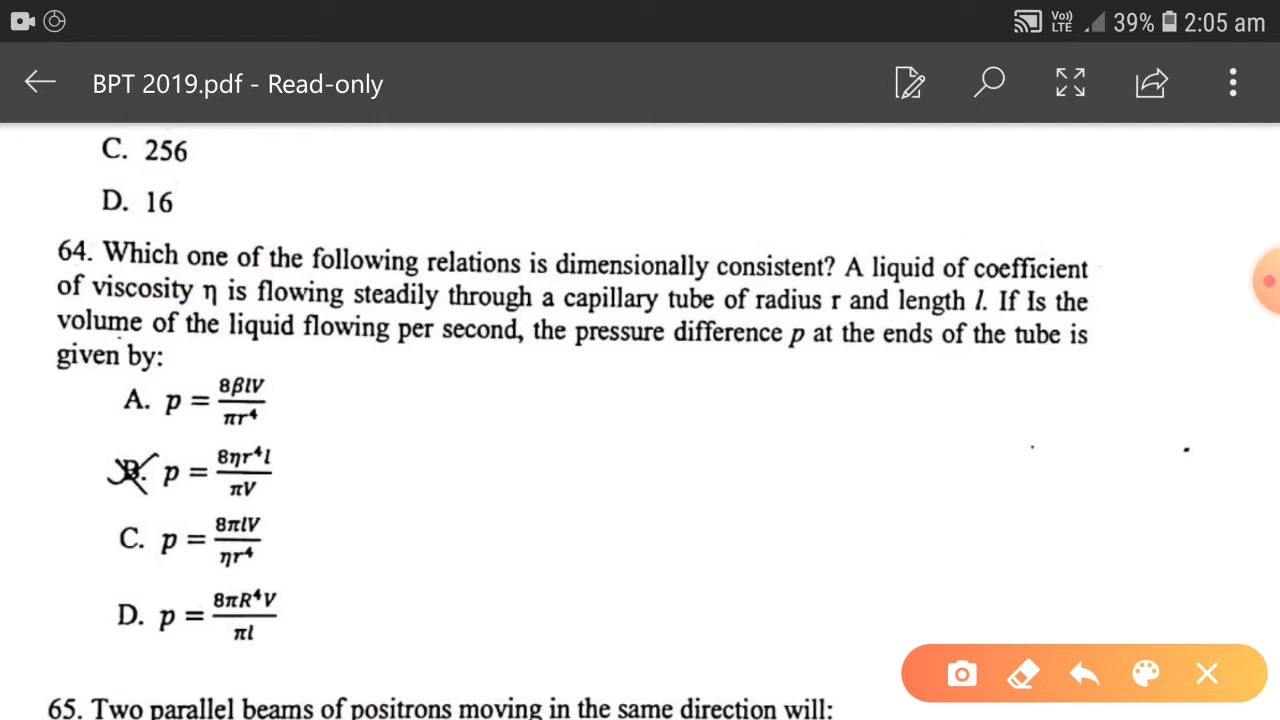 Vo)) LTE 39% 2:05 am
BPT 2019.pdf - Read-only
C. 256
D. 16
64. Which one of the following relations is dimensionally consistent? A liquid of coefficient
of viscosity η is flowing steadily through a capillary tube of radius r and length l. If Is the
volume of the liquid flowing per second, the pressure difference p at the ends of the tube is
given by:
A. p = 8βlV / πr⁴
B. p = 8ηr⁴l / πV
C. p = 8πlV / ηr⁴
D. p = 8πR⁴V / πl
65. Two parallel beams of positrons moving in the same direction will: